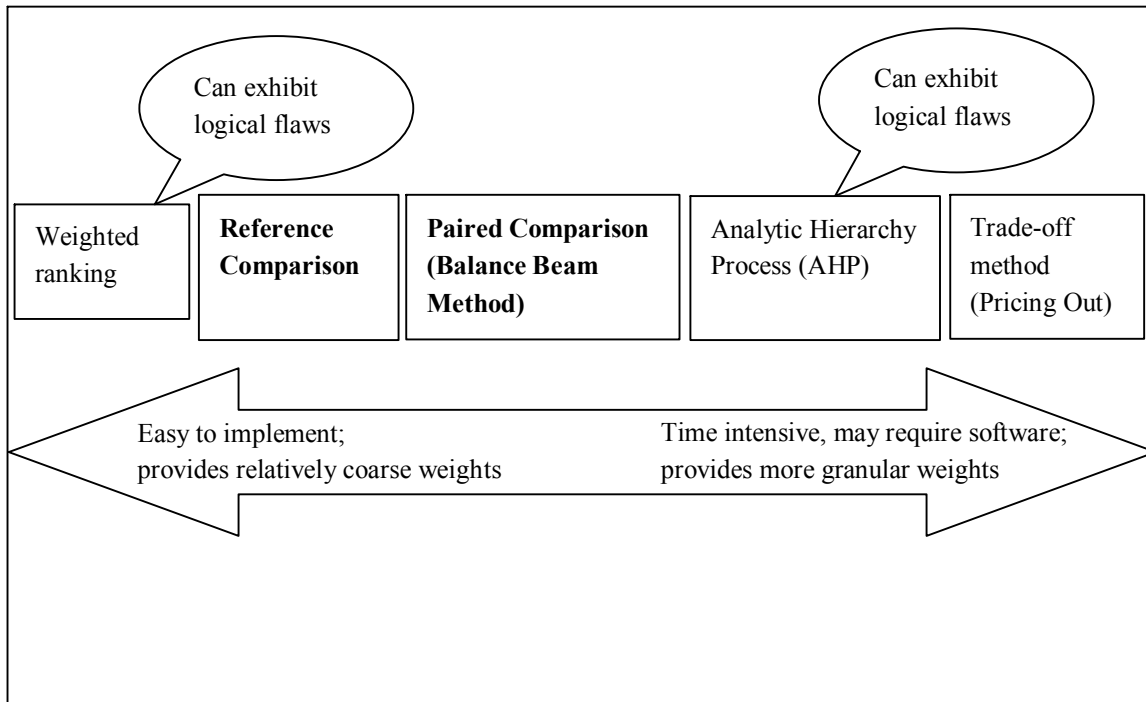 Can exhibit
logical flaws
Can exhibit
logical flaws
Weighted
ranking
Reference
Comparison
Paired Comparison
(Balance Beam
Method)
Analytic Hierarchy
Process (AHP)
Trade-off
method
(Pricing Out)
Easy to implement;
provides relatively coarse weights
Time intensive, may require software;
provides more granular weights